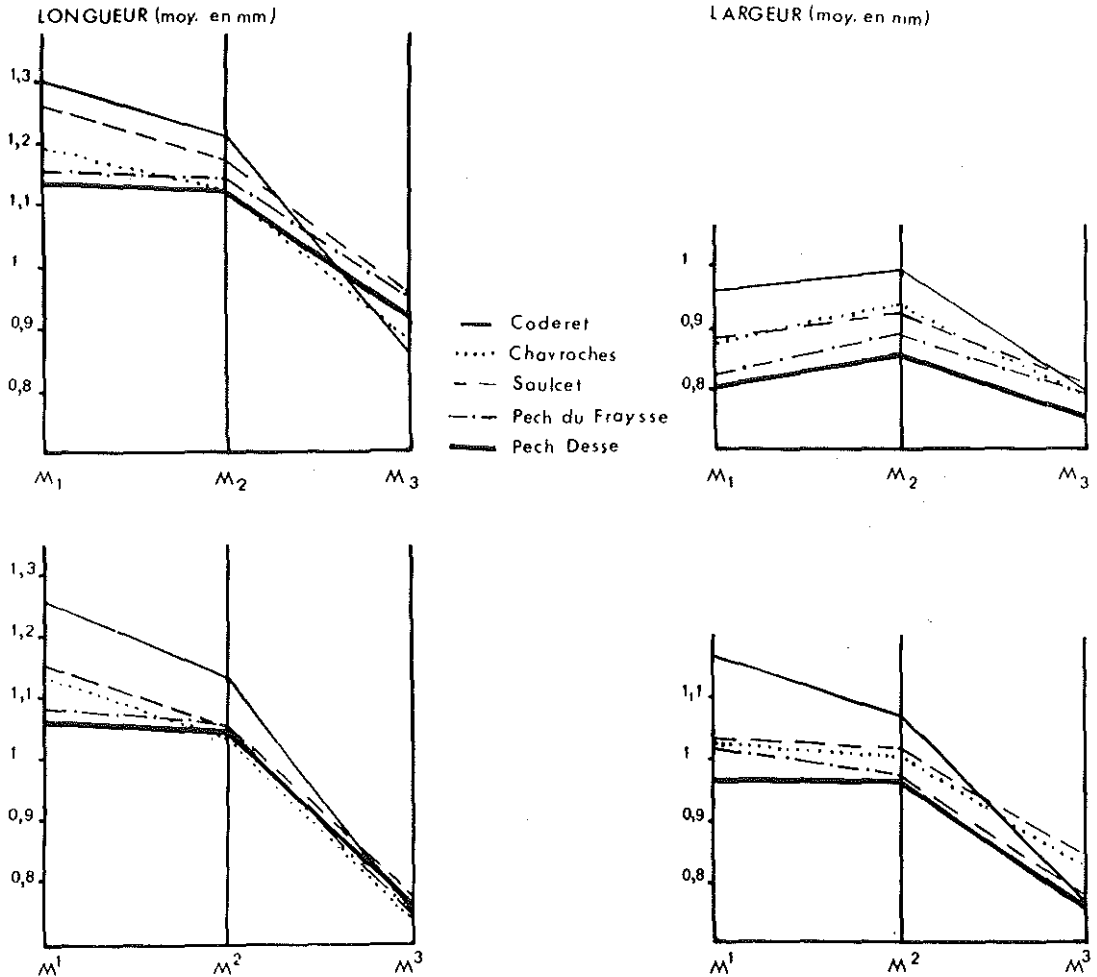 LONGUEUR (moy. en mm)
1,3
1,2
1,1
1
0,9
0,8
M1 M2 M3
LARGEUR (moy. en mm)
1
0,9
0,8
M1 M2 M3
— Coderet
····· Chavroches
– – Saulcet
–·– Pech du Fraysse
— Pech Desse
1,3
1,2
1,1
1
0,9
0,8
M¹ M² M³
1,1
1
0,9
0,8
M¹ M² M³